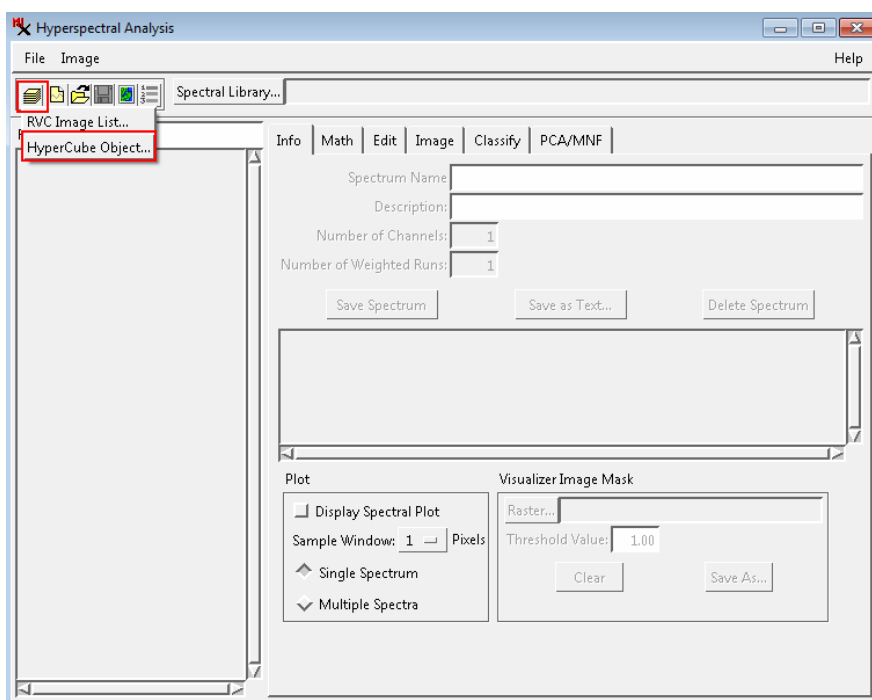 Hyperspectral Analysis
File Image Help
Spectral Library...
RVC Image List...
HyperCube Object...
Info Math Edit Image Classify PCA/MNF
Spectrum Name
Description:
Number of Channels: 1
Number of Weighted Runs: 1
Save Spectrum Save as Text... Delete Spectrum
Plot Visualizer Image Mask
Display Spectral Plot Raster...
Sample Window: 1 Pixels Threshold Value: 1.00
Single Spectrum Clear Save As...
Multiple Spectra